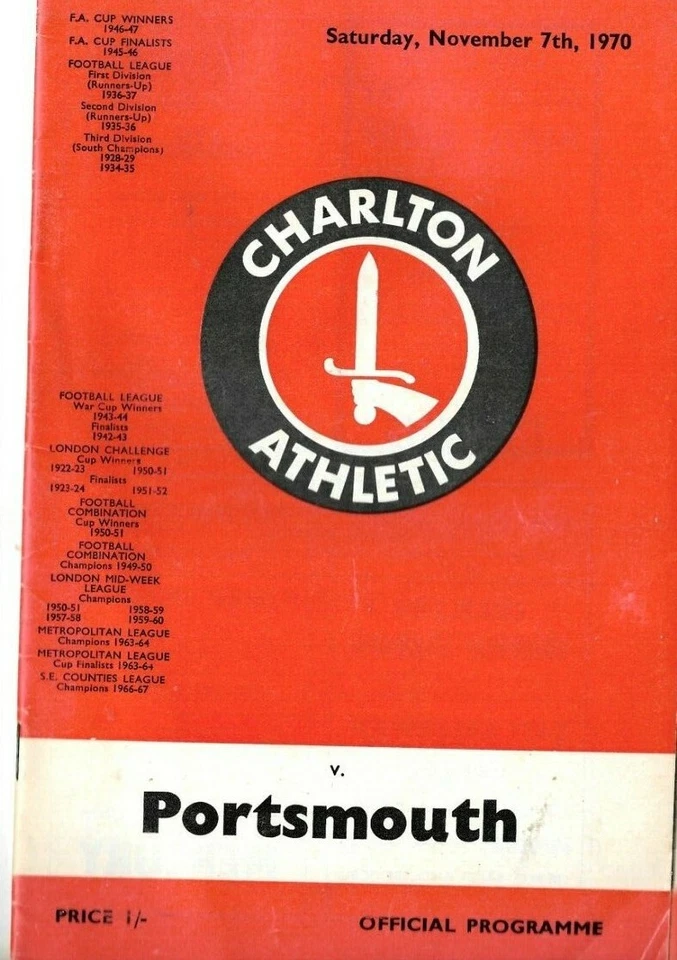 F.A. CUP WINNERS
1946-47
F.A. CUP FINALISTS
1945-46
FOOTBALL LEAGUE
First Division
(Runners-Up)
1936-37
Second Division
(Runners-Up)
1935-36
Third Division
(South Champions)
1928-29
1934-35
Saturday, November 7th, 1970
CHARLTON
ATHLETIC
FOOTBALL LEAGUE
War Cup Winners
1943-44
Finalists
1942-43
LONDON CHALLENGE
Cup Winners
1922-23 1950-51
Finalists
1923-24 1951-52
FOOTBALL
COMBINATION
Cup Winners
1950-51
FOOTBALL
COMBINATION
Champions 1949-50
LONDON MID-WEEK
LEAGUE
Champions
1950-51 1958-59
1957-58 1959-60
METROPOLITAN LEAGUE
Champions 1963-64
METROPOLITAN LEAGUE
Cup Finalists 1963-64
S.E. COUNTIES LEAGUE
Champions 1966-67
v.
Portsmouth
PRICE 1/-
OFFICIAL PROGRAMME